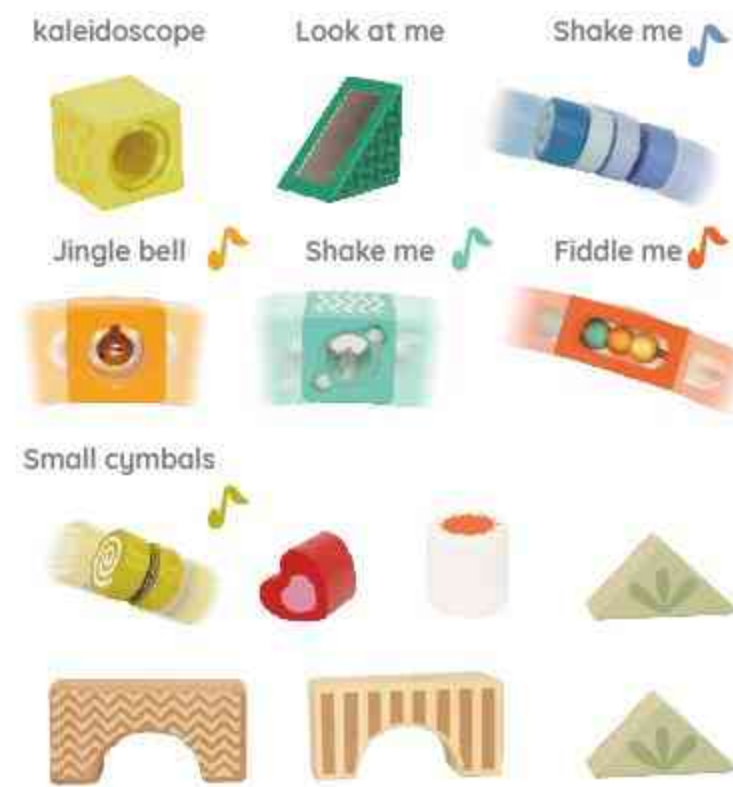 kaleidoscope
Look at me
Shake me
Jingle bell
Shake me
Fiddle me
Small cymbals